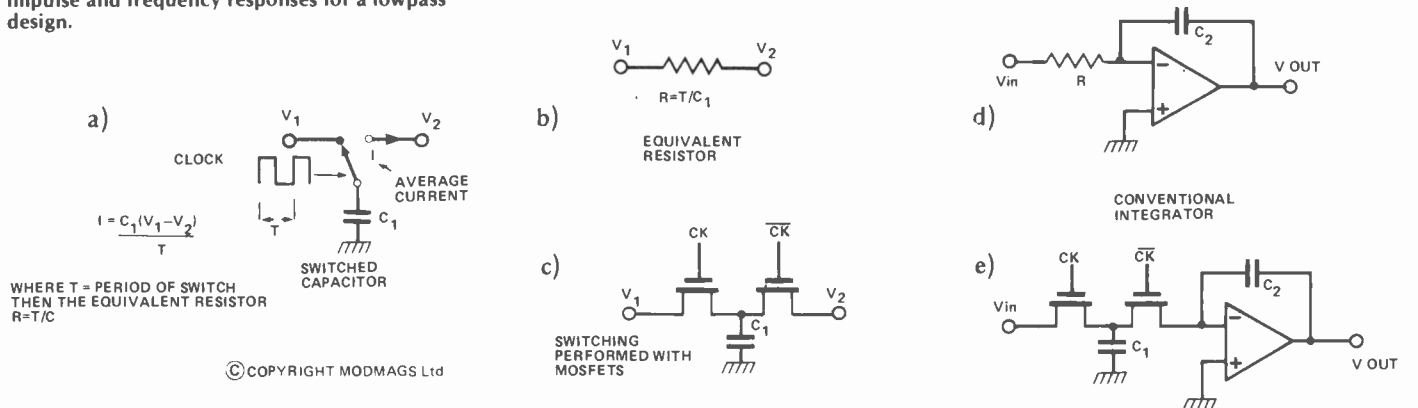 impulse and frequency responses for a lowpass
design.
a)
V1
V2
CLOCK
I
AVERAGE
CURRENT
T
C1
I = C1(V1−V2)
T
SWITCHED
CAPACITOR
WHERE T = PERIOD OF SWITCH
THEN THE EQUIVALENT RESISTOR
R=T/C
©COPYRIGHT MODMAGS Ltd
b)
V1
V2
R=T/C1
EQUIVALENT
RESISTOR
c)
CK
CK
V1
V2
C1
SWITCHING
PERFORMED WITH
MOSFETS
d)
C2
Vin
R
−
+
V OUT
CONVENTIONAL
INTEGRATOR
e)
CK
CK
C2
Vin
C1
−
+
V OUT